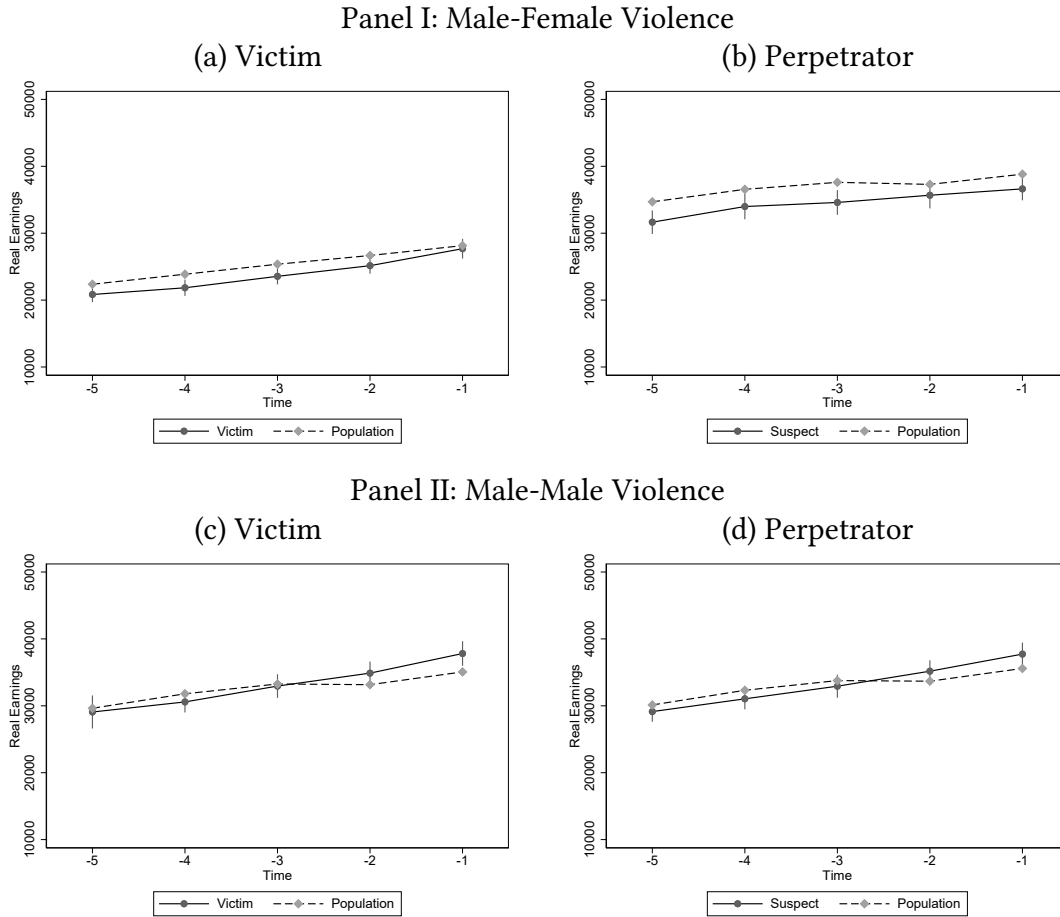 Panel I: Male-Female Violence
(a) Victim
(b) Perpetrator
50000
40000
30000
20000
10000
Real Earnings
-5 -4 -3 -2 -1
Time
Victim Population
50000
40000
30000
20000
10000
Real Earnings
-5 -4 -3 -2 -1
Time
Suspect Population
Panel II: Male-Male Violence
(c) Victim
(d) Perpetrator
50000
40000
30000
20000
10000
Real Earnings
-5 -4 -3 -2 -1
Time
Victim Population
50000
40000
30000
20000
10000
Real Earnings
-5 -4 -3 -2 -1
Time
Suspect Population